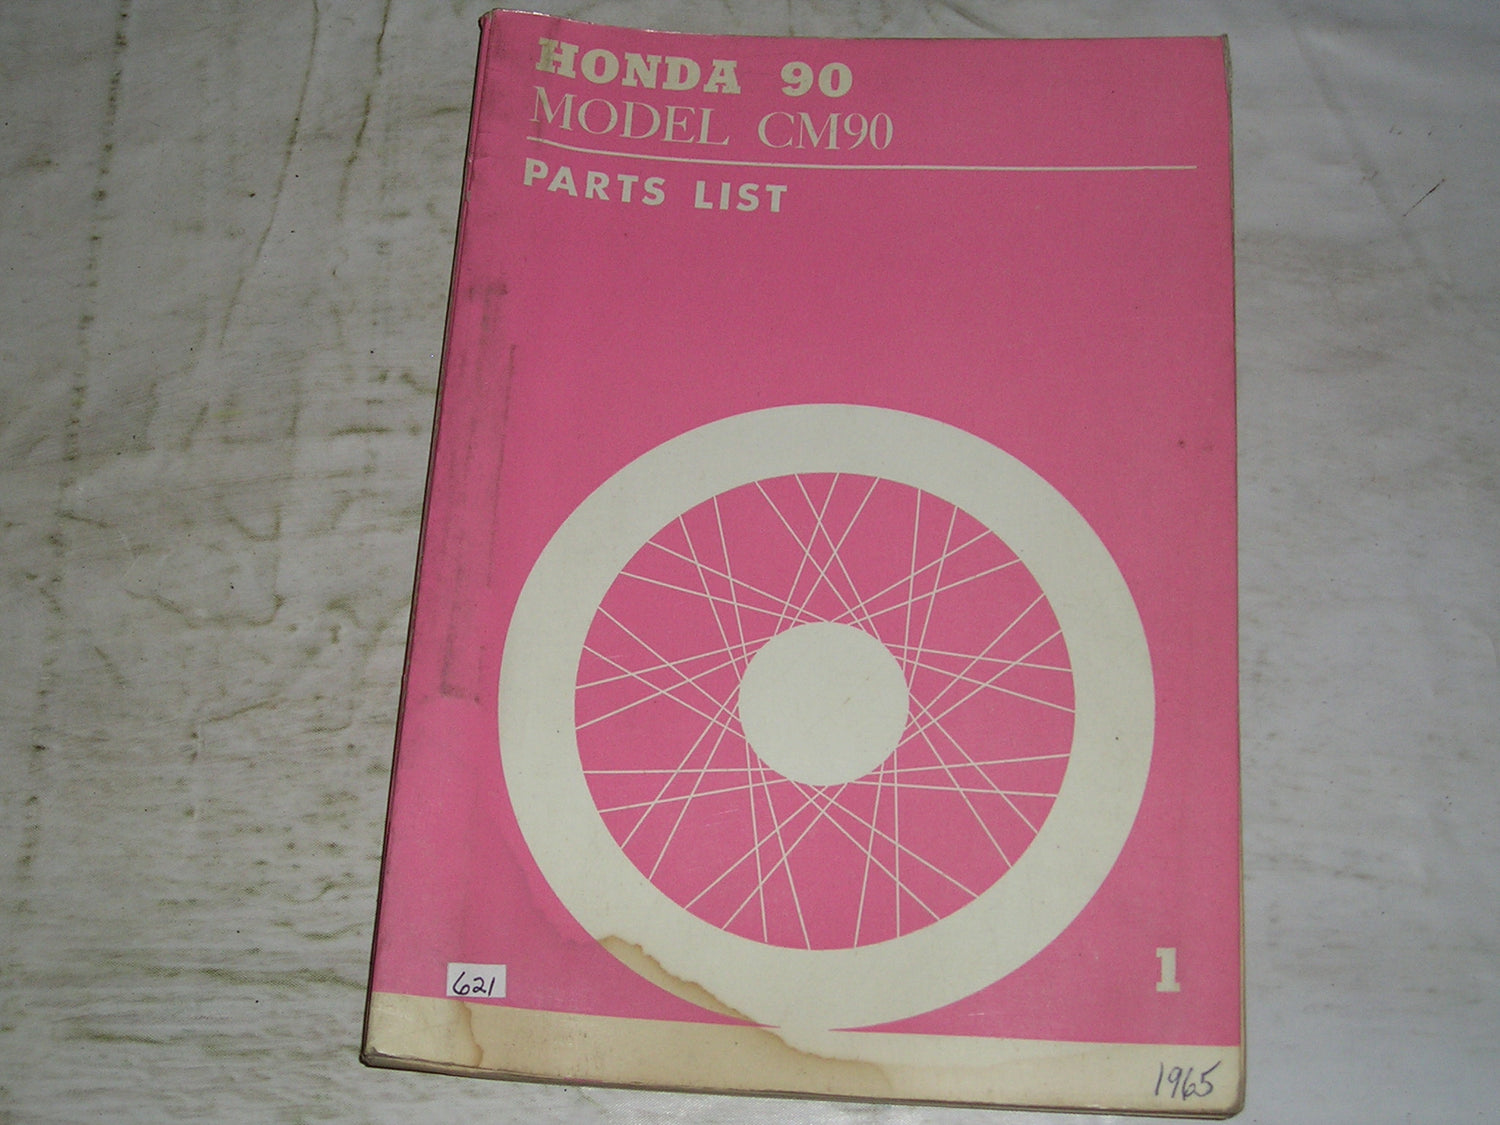 HONDA 90
MODEL CM90
PARTS LIST
621
1
1965